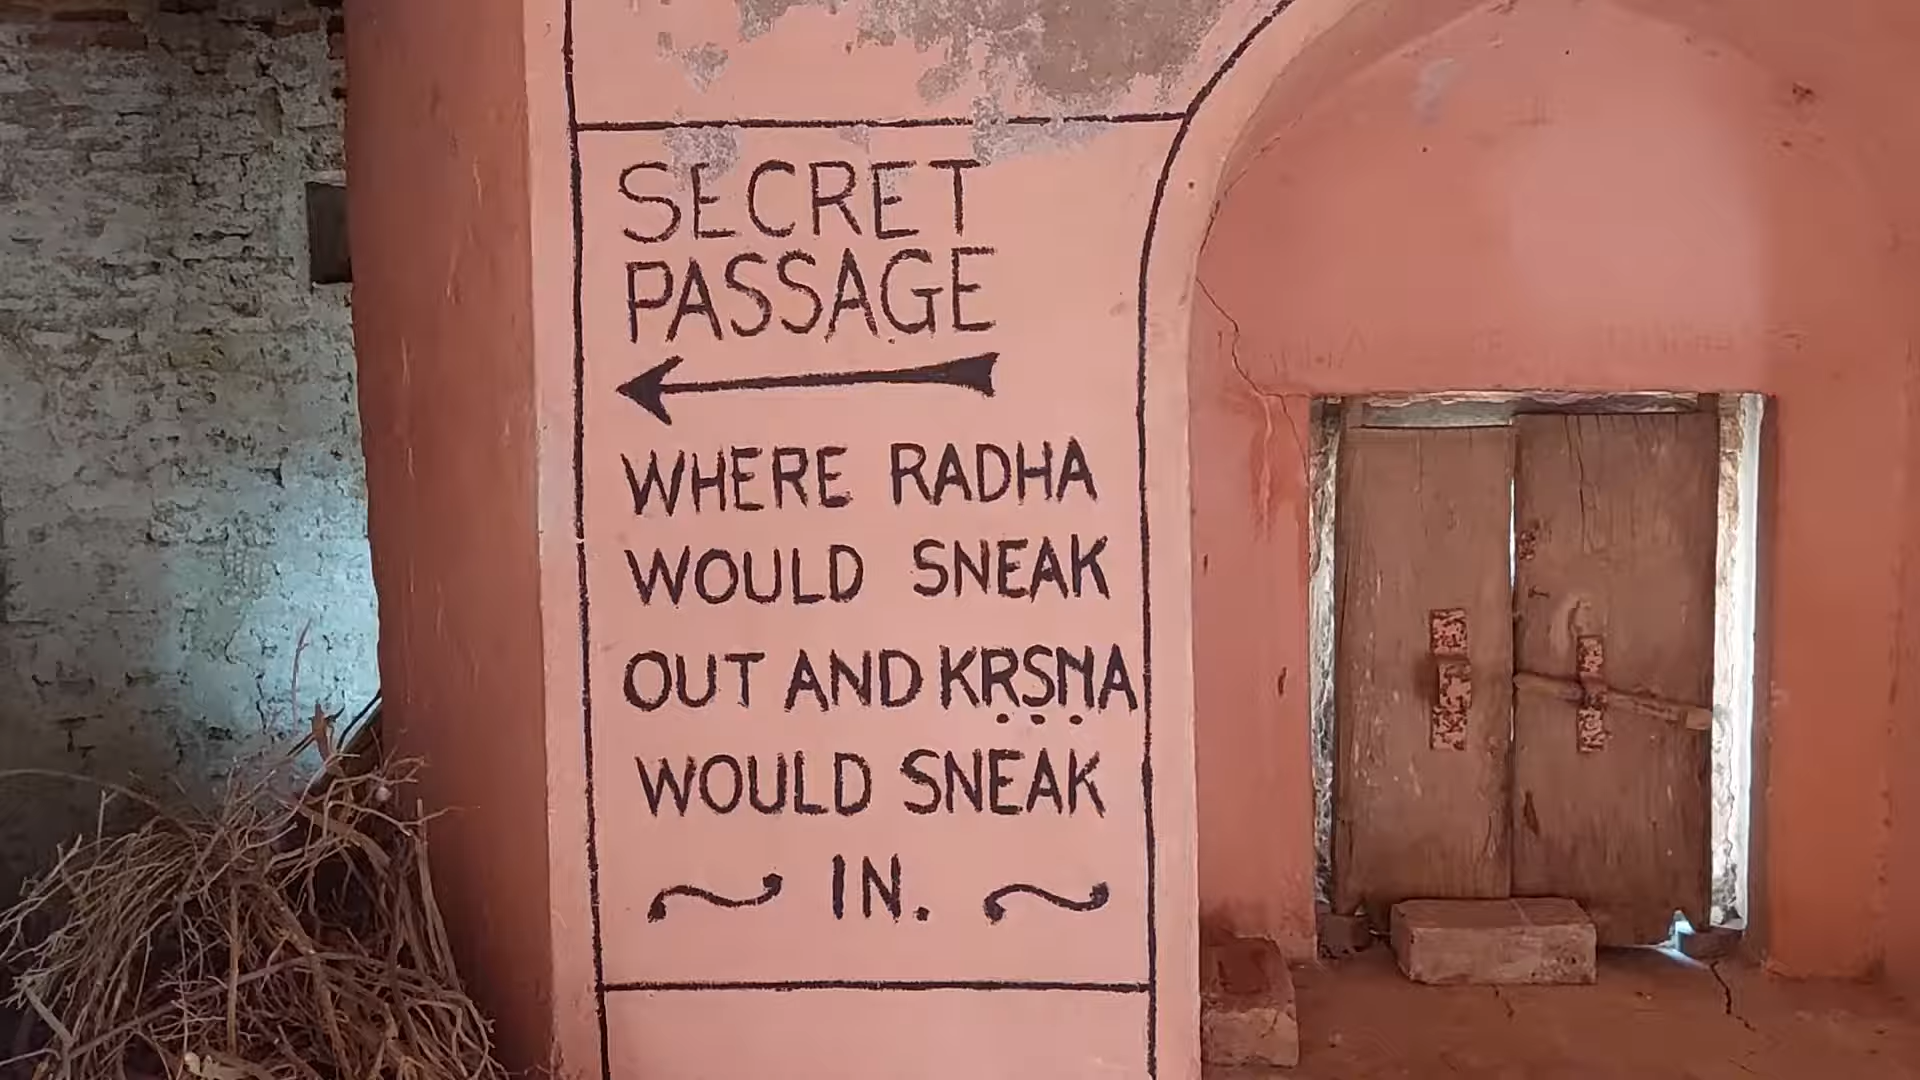 SECRET
PASSAGE
WHERE RADHA
WOULD SNEAK
OUT AND KṚṢṆA
WOULD SNEAK
IN.